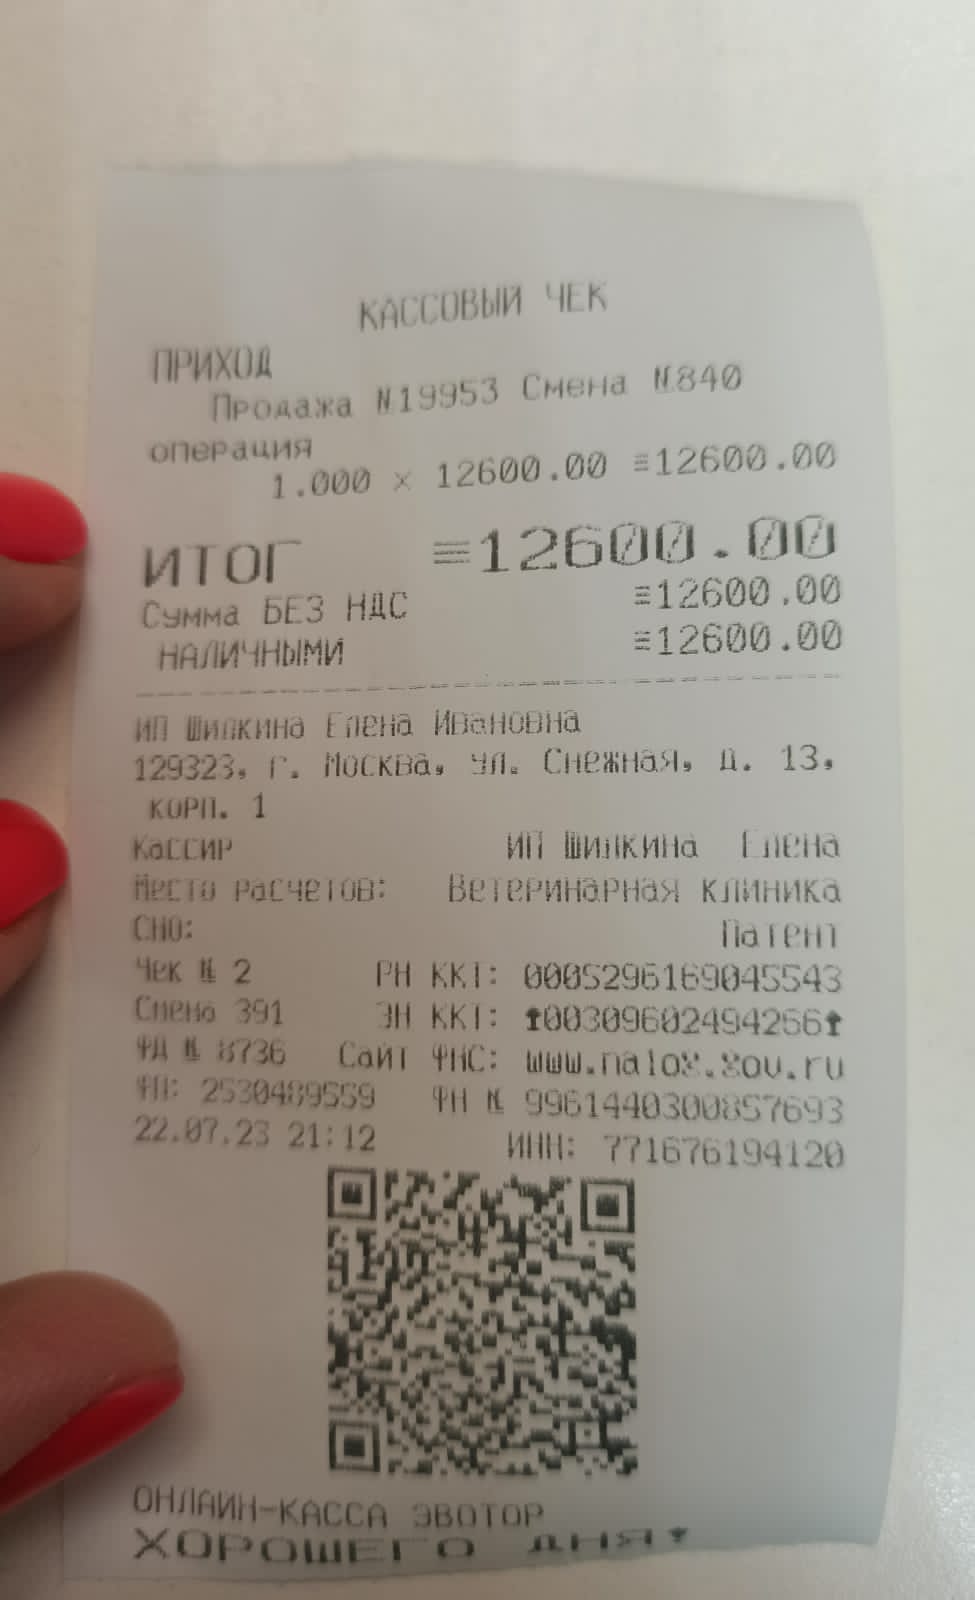 КАССОВЫЙ ЧЕК
ПРИХОД
Продажа №19953 Смена №840
операция
1.000 × 12600.00 ≡12600.00
ИТОГ ≡12600.00
Сумма БЕЗ НДС ≡12600.00
НАЛИЧНЫМИ ≡12600.00
ИП Шилкина Елена Ивановна
129323, г. Москва, ул. Снежная, д. 13,
корп. 1
Кассир ИП Шилкина Елена
Место расчетов: Ветеринарная клиника
СНО: Патент
Чек № 2 РН ККТ: 0005296169045543
Смена 391 ЗН ККТ: ↑00309602494266↑
ФД № 8736 Сайт ФНС: www.nalog.gov.ru
ФП: 2530489559 ФН № 9961440300857693
22.07.23 21:12 ИНН: 771676194120
ОНЛАЙН-КАССА ЭВОТОР
ХОРОШЕГО ДНЯ!